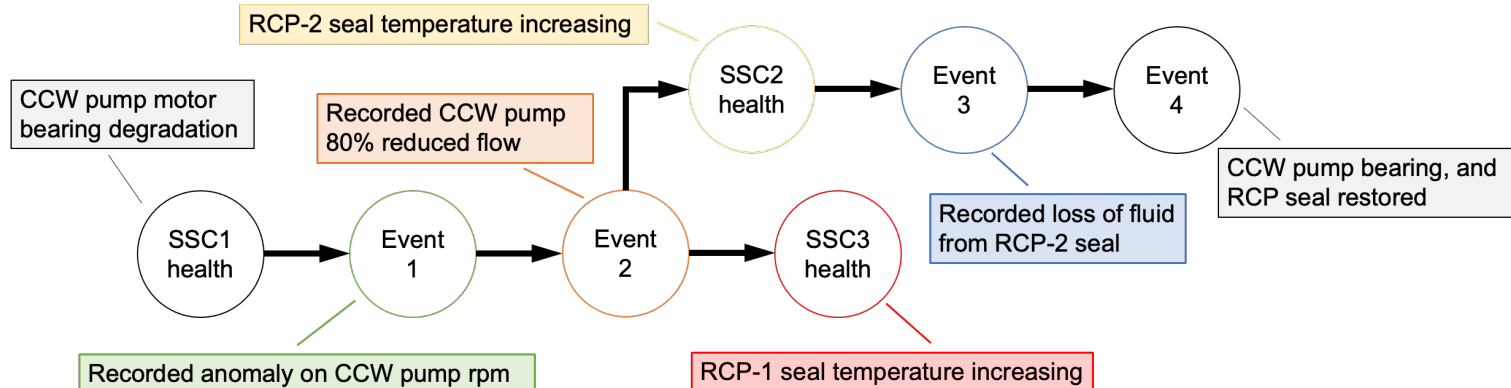 RCP-2 seal temperature increasing
SSC2
health
Event
3
Event
4
CCW pump motor
bearing degradation
Recorded CCW pump
80% reduced flow
CCW pump bearing, and
RCP seal restored
Recorded loss of fluid
from RCP-2 seal
SSC1
health
Event
1
Event
2
SSC3
health
Recorded anomaly on CCW pump rpm
RCP-1 seal temperature increasing